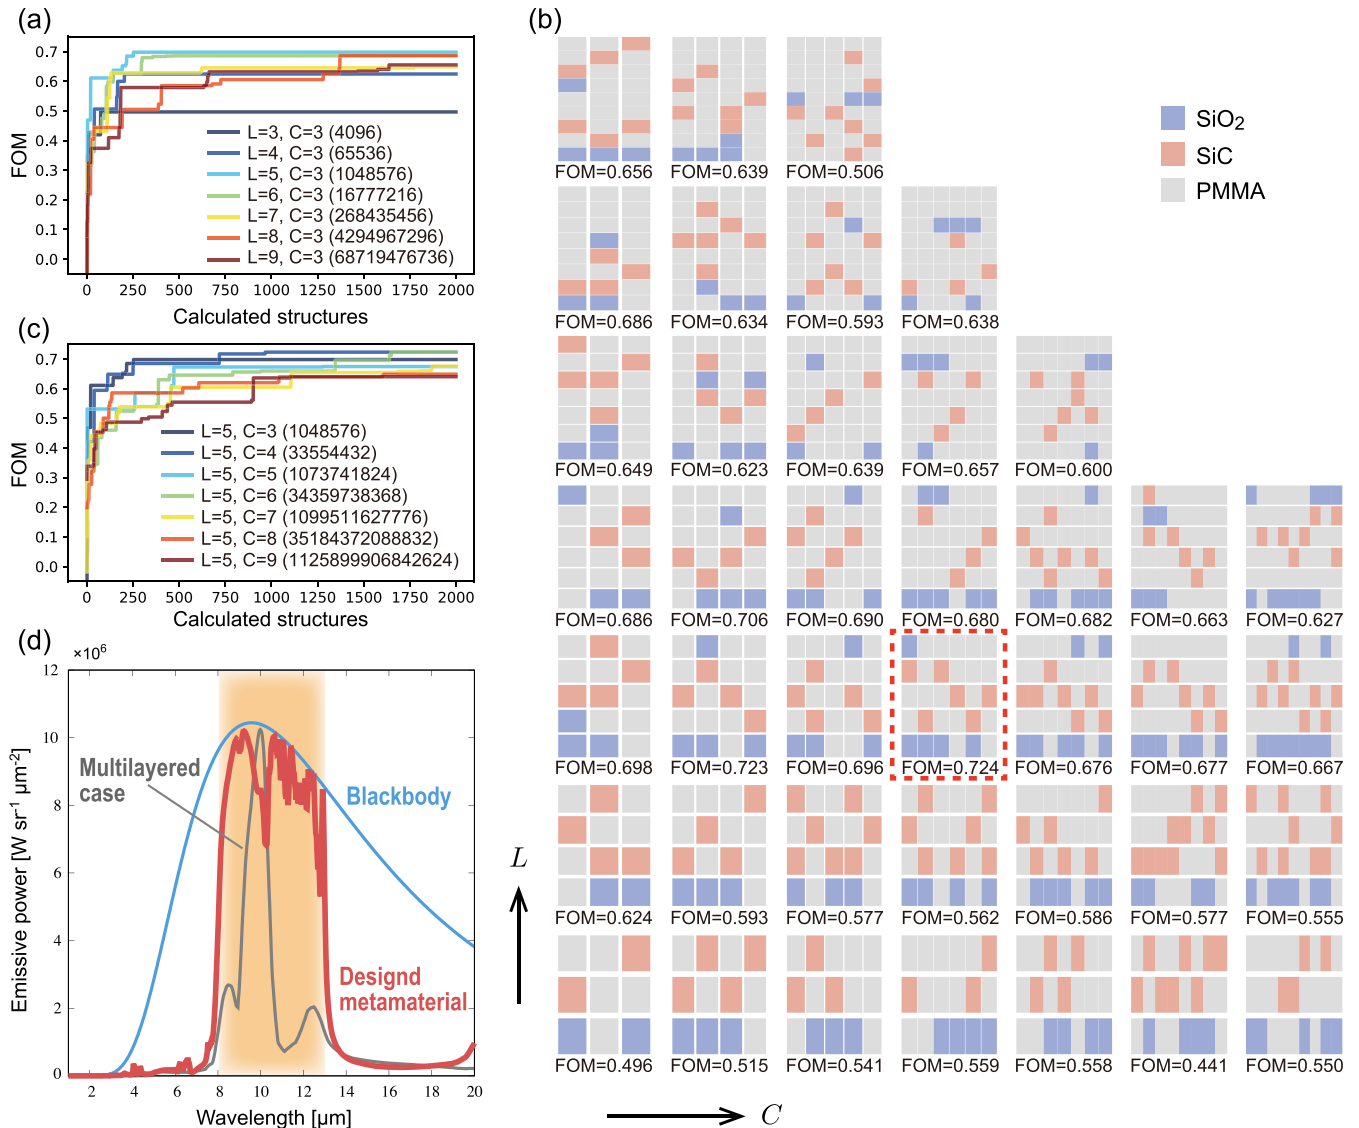 (a)
0.7
0.6
0.5
0.4
0.3
0.2
0.1
0.0
FOM
L=3, C=3 (4096)
L=4, C=3 (65536)
L=5, C=3 (1048576)
L=6, C=3 (16777216)
L=7, C=3 (268435456)
L=8, C=3 (4294967296)
L=9, C=3 (68719476736)
0 250 500 750 1000 1250 1500 1750 2000
Calculated structures
(c)
0.7
0.6
0.5
0.4
0.3
0.2
0.1
0.0
FOM
L=5, C=3 (1048576)
L=5, C=4 (33554432)
L=5, C=5 (1073741824)
L=5, C=6 (34359738368)
L=5, C=7 (1099511627776)
L=5, C=8 (35184372088832)
L=5, C=9 (1125899906842624)
0 250 500 750 1000 1250 1500 1750 2000
Calculated structures
(d)
×10⁶
12
10
8
6
4
2
0
Emissive power [W sr⁻¹ µm⁻²]
Multilayered
case
Blackbody
Designd
metamaterial
2 4 6 8 10 12 14 16 18 20
Wavelength [µm]
(b)
SiO₂
SiC
PMMA
FOM=0.656 FOM=0.639 FOM=0.506
FOM=0.686 FOM=0.634 FOM=0.593 FOM=0.638
FOM=0.649 FOM=0.623 FOM=0.639 FOM=0.657 FOM=0.600
FOM=0.686 FOM=0.706 FOM=0.690 FOM=0.680 FOM=0.682 FOM=0.663 FOM=0.627
FOM=0.698 FOM=0.723 FOM=0.696 FOM=0.724 FOM=0.676 FOM=0.677 FOM=0.667
FOM=0.624 FOM=0.593 FOM=0.577 FOM=0.562 FOM=0.586 FOM=0.577 FOM=0.555
FOM=0.496 FOM=0.515 FOM=0.541 FOM=0.559 FOM=0.558 FOM=0.441 FOM=0.550
L
C